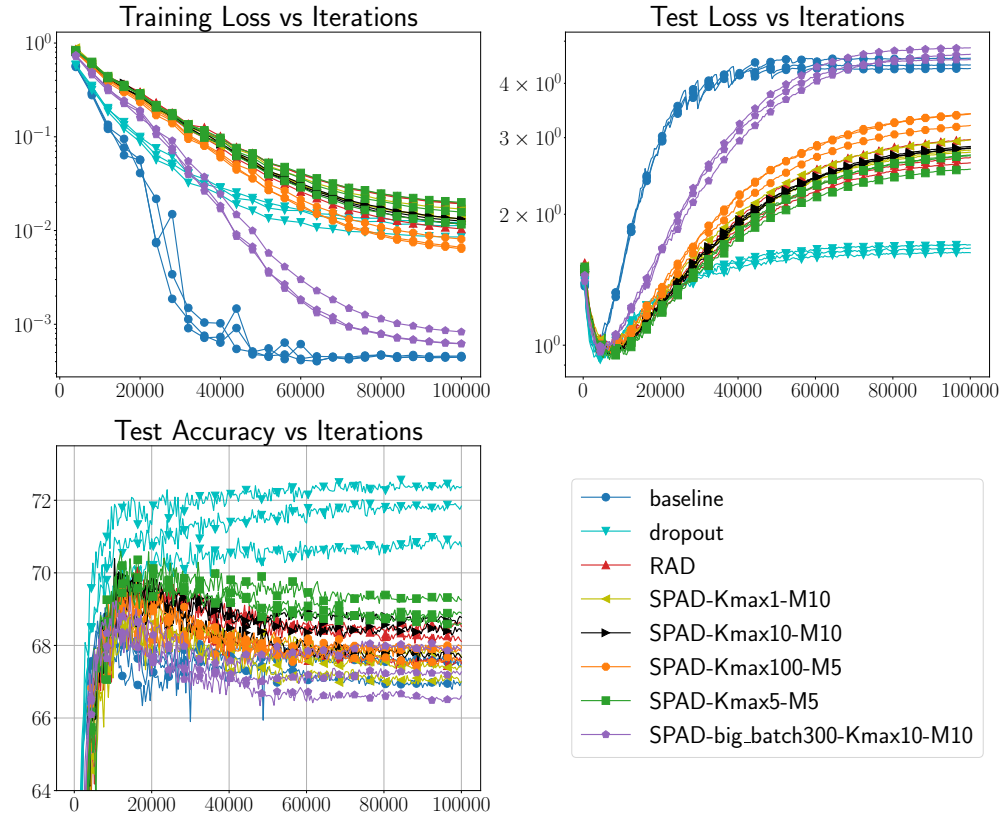 Training Loss vs Iterations
10^0
10^{-1}
10^{-2}
10^{-3}
0 20000 40000 60000 80000 100000
Test Loss vs Iterations
4 × 10^0
3 × 10^0
2 × 10^0
10^0
0 20000 40000 60000 80000 100000
Test Accuracy vs Iterations
72
70
68
66
64
0 20000 40000 60000 80000 100000
baseline
dropout
RAD
SPAD-Kmax1-M10
SPAD-Kmax10-M10
SPAD-Kmax100-M5
SPAD-Kmax5-M5
SPAD-big_batch300-Kmax10-M10